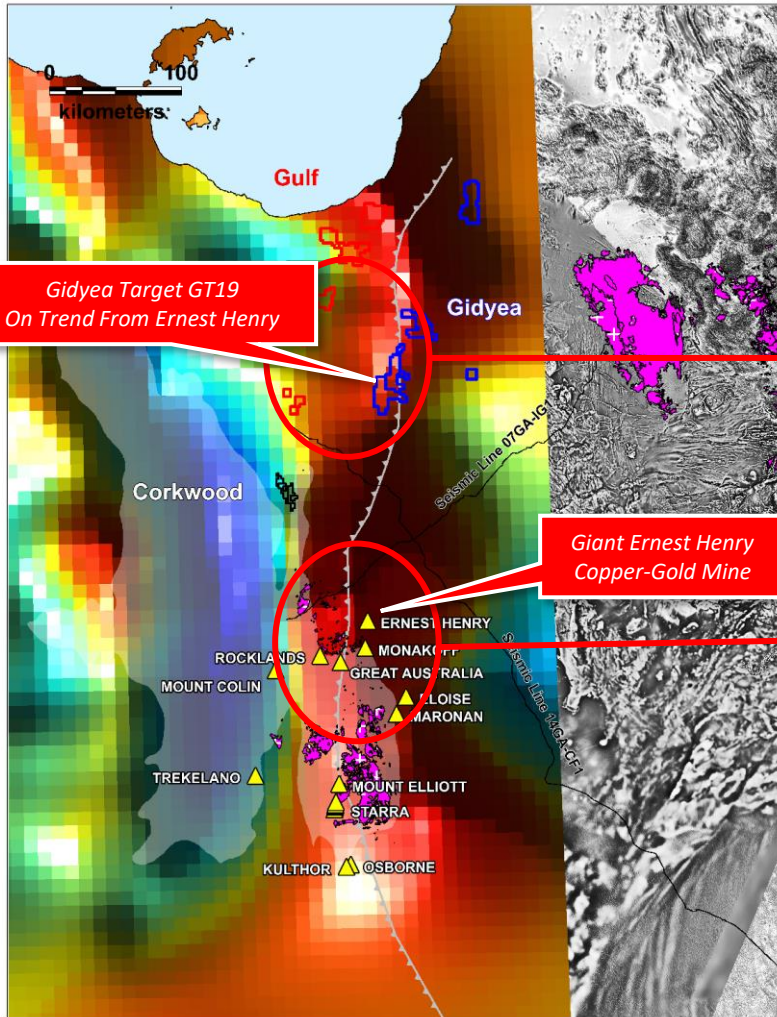 0 100
kilometers
Gulf
Gidyea Target GT19
On Trend From Ernest Henry
Gidyea
Seismic Line 07GA-IG1
Corkwood
Giant Ernest Henry
Copper-Gold Mine
ERNEST HENRY
MONAKOFF
ROCKLANDS
GREAT AUSTRALIA
MOUNT COLIN
ELOISE
MARONAN
Seismic Line 14GA-CF1
TREKELANO
MOUNT ELLIOTT
STARRA
KULTHOR
OSBORNE